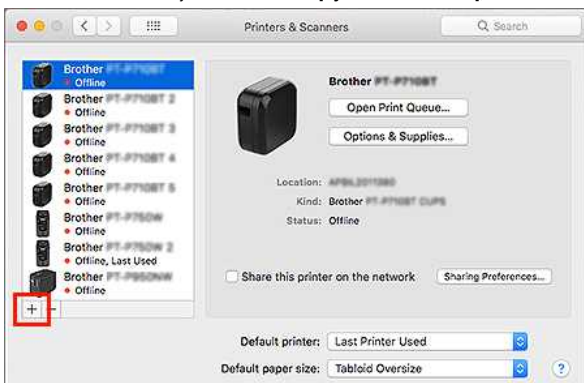 Printers & Scanners
Search
Brother
Offline
Brother
Offline
Brother
Offline
Brother
Offline
Brother
Offline
Brother
Offline
Brother
Offline, Last Used
Brother
Offline
+ -
Brother
Open Print Queue...
Options & Supplies...
Location:
Kind: Brother
Status: Offline
Share this printer on the network
Sharing Preferences...
Default printer: Last Printer Used
Default paper size: Tabloid Oversize
?